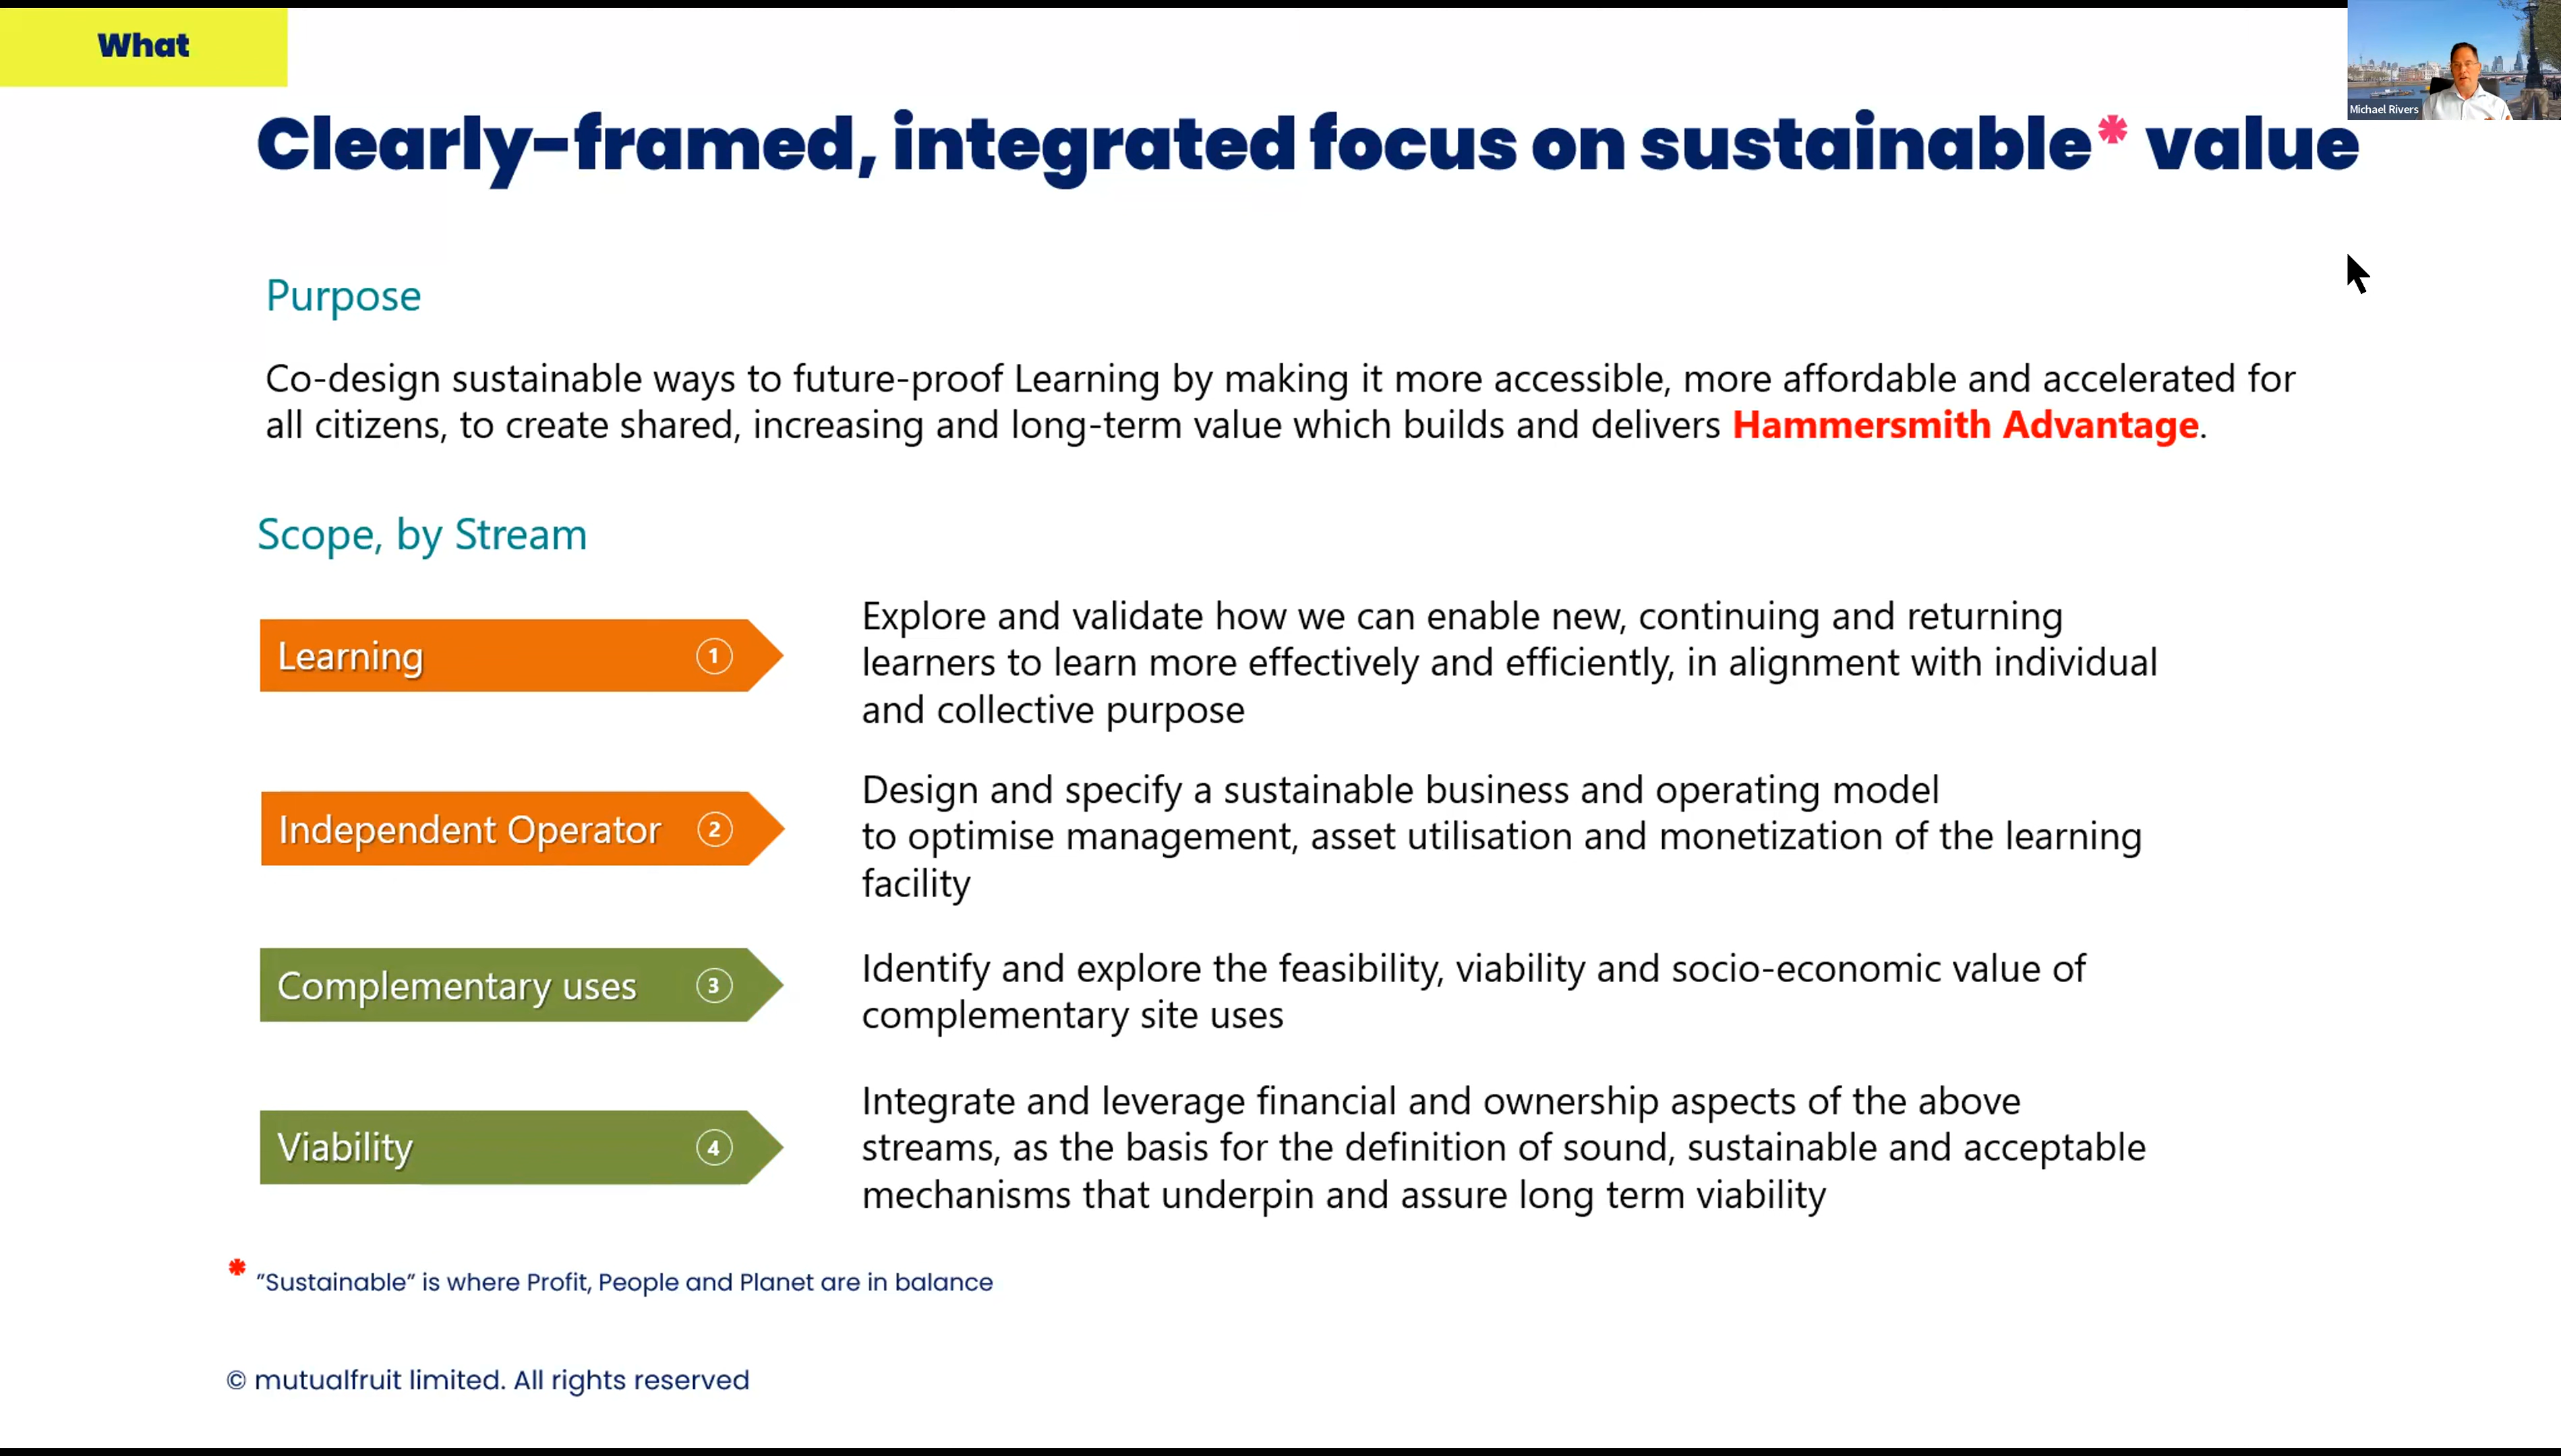 What
Michael Rivers
Clearly-framed, integrated focus on sustainable* value
Purpose
Co-design sustainable ways to future-proof Learning by making it more accessible, more affordable and accelerated for
all citizens, to create shared, increasing and long-term value which builds and delivers Hammersmith Advantage.
Scope, by Stream
Learning 1
Explore and validate how we can enable new, continuing and returning
learners to learn more effectively and efficiently, in alignment with individual
and collective purpose
Independent Operator 2
Design and specify a sustainable business and operating model
to optimise management, asset utilisation and monetization of the learning
facility
Complementary uses 3
Identify and explore the feasibility, viability and socio-economic value of
complementary site uses
Viability 4
Integrate and leverage financial and ownership aspects of the above
streams, as the basis for the definition of sound, sustainable and acceptable
mechanisms that underpin and assure long term viability
* ”Sustainable” is where Profit, People and Planet are in balance
© mutualfruit limited. All rights reserved